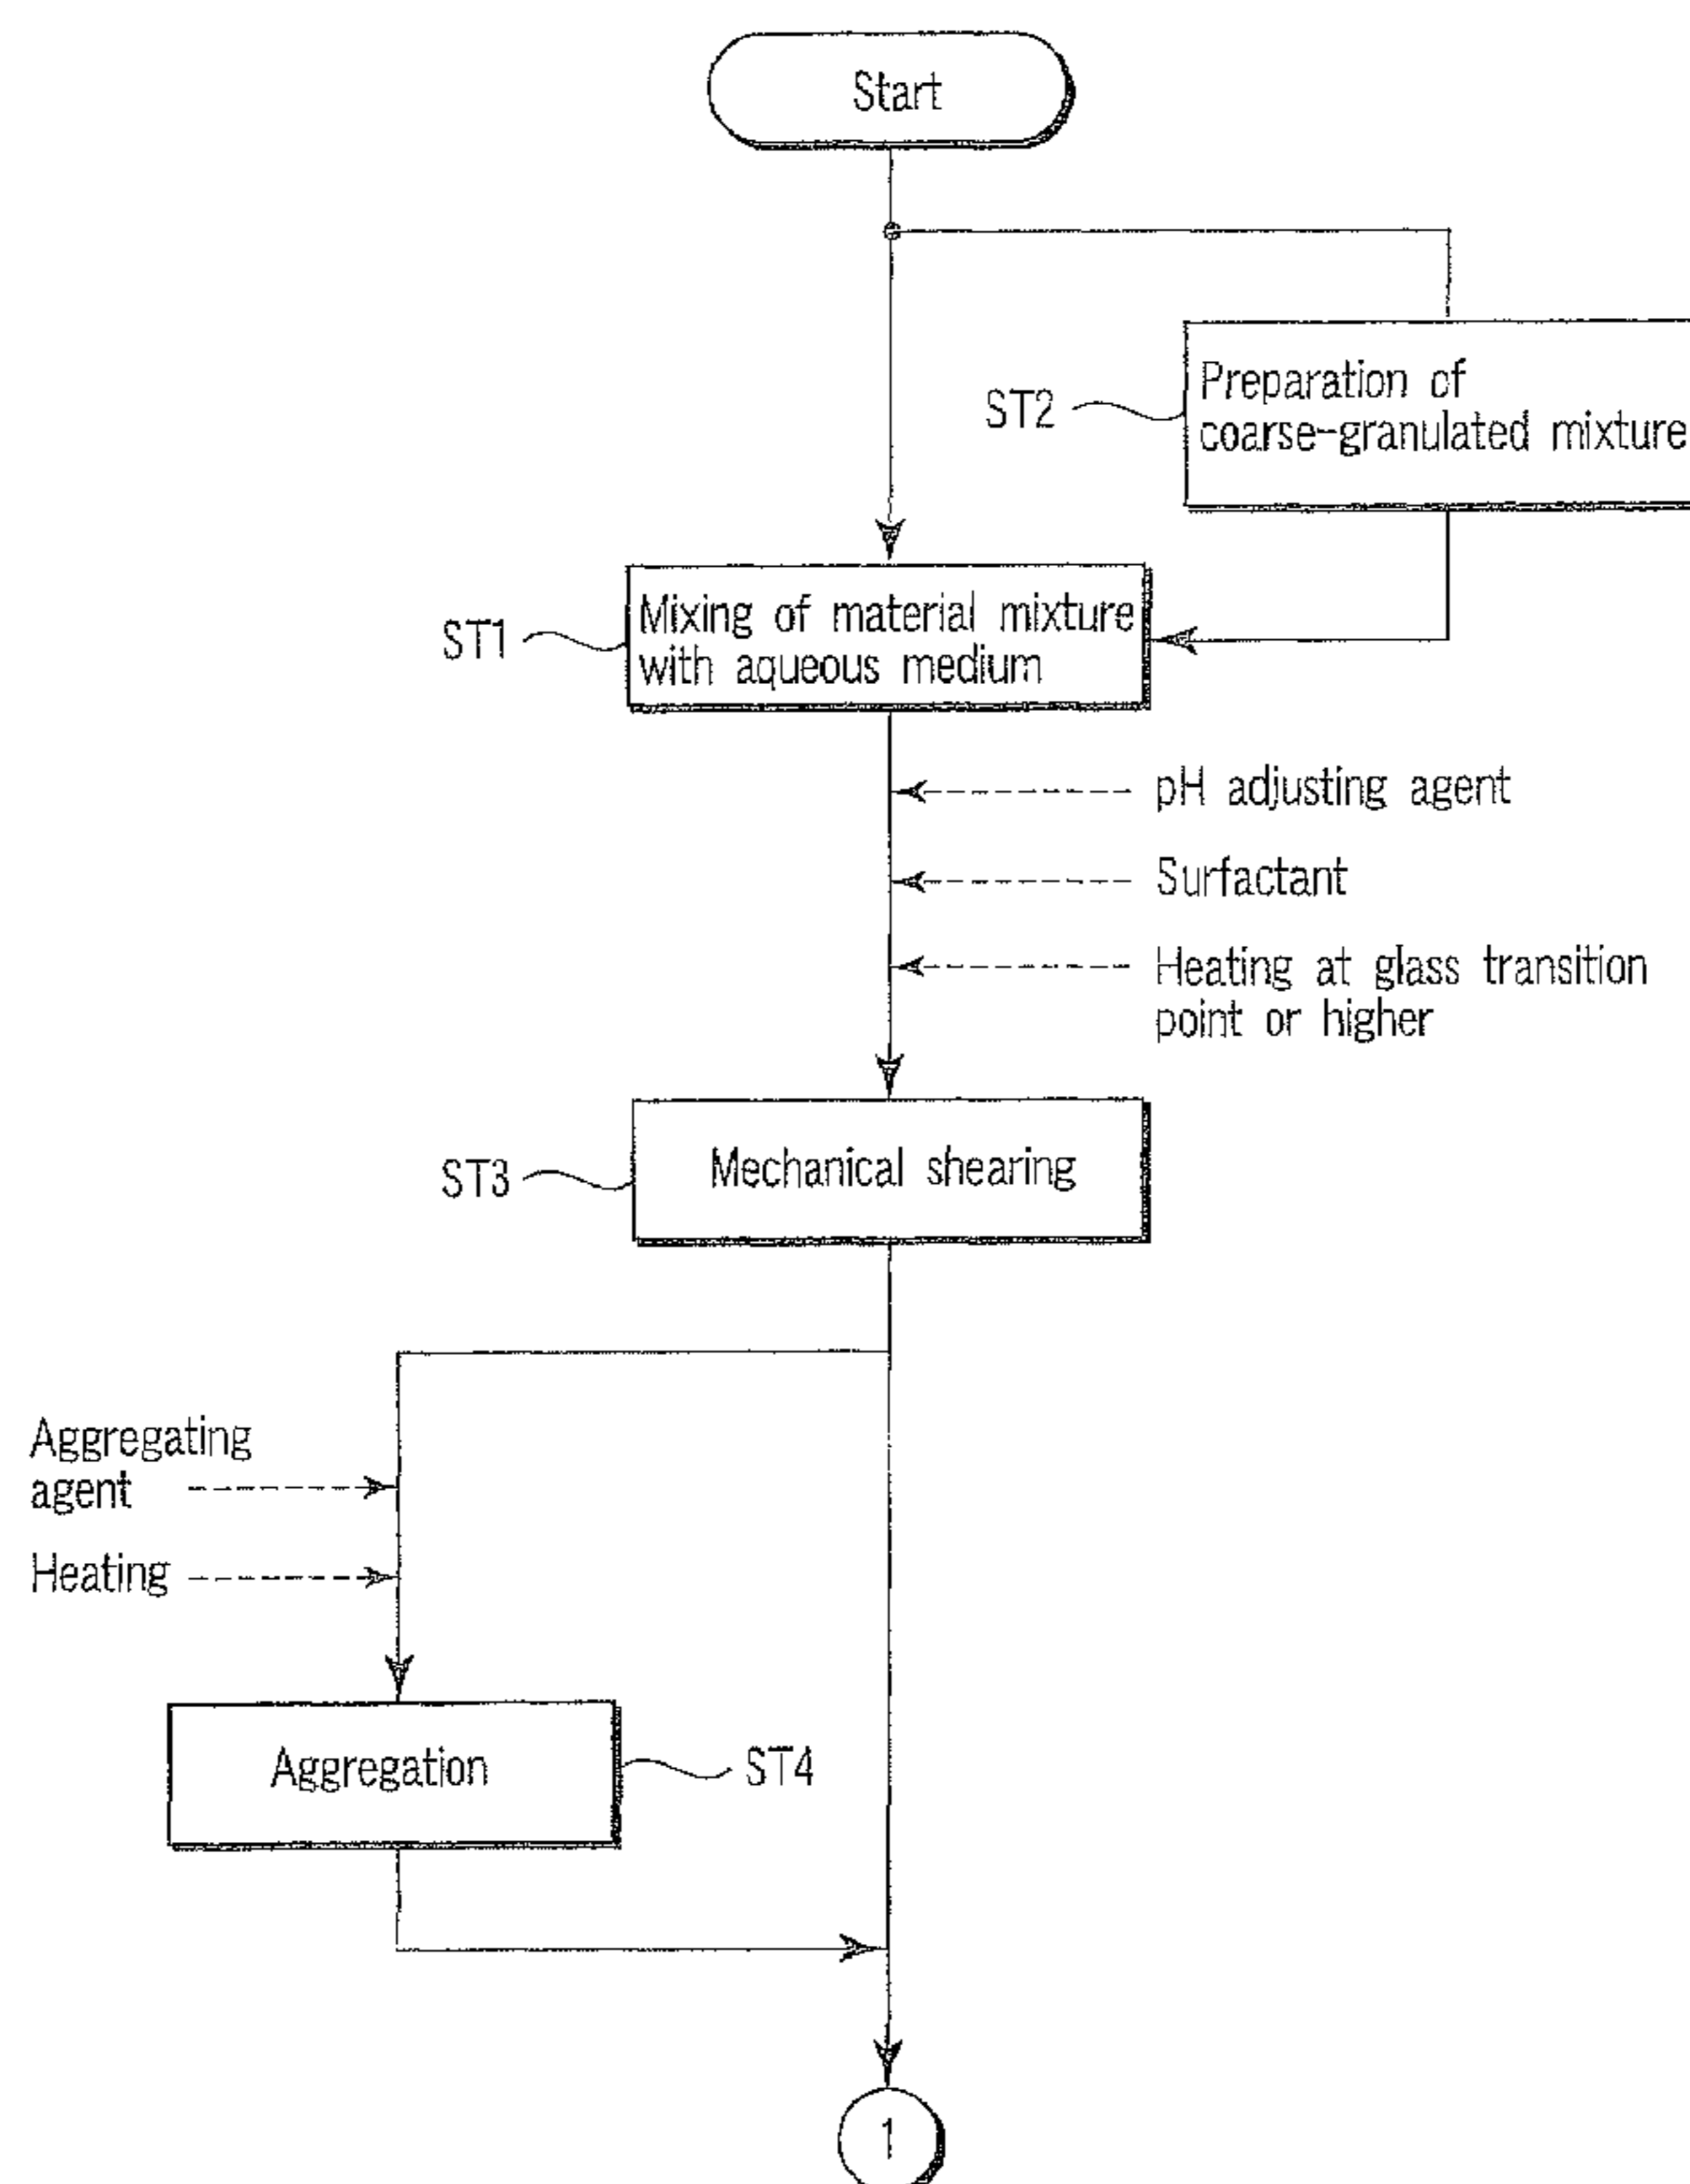 Start
Preparation of
coarse-granulated mixture
ST2
Mixing of material mixture
with aqueous medium
ST1
pH adjusting agent
Surfactant
Heating at glass transition
point or higher
Mechanical shearing
ST3
Aggregating
agent
Heating
Aggregation
ST4
1